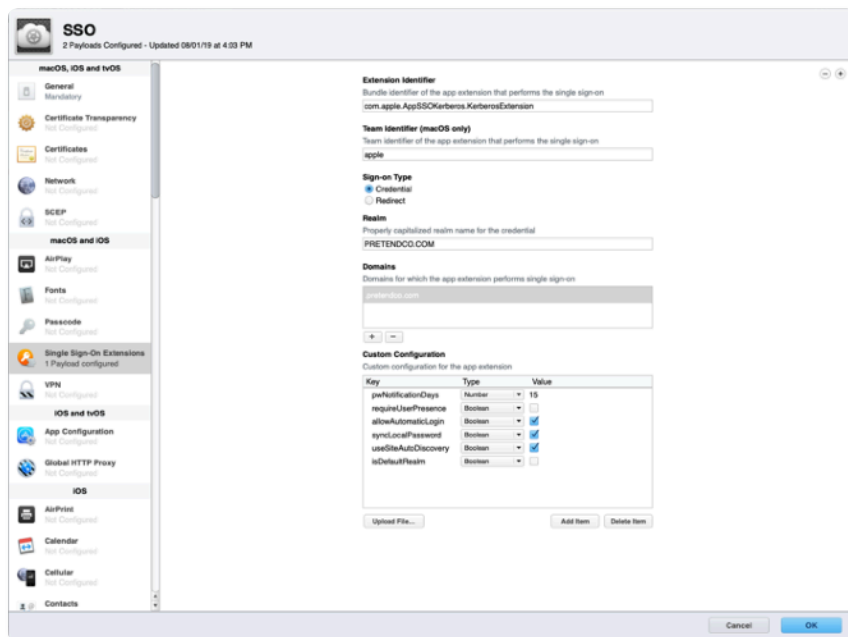 SSO
2 Payloads Configured - Updated 08/01/19 at 4:03 PM
macOS, iOS and tvOS
General
Mandatory
Certificate Transparency
Not Configured
Certificates
Not Configured
Network
Not Configured
SCEP
Not Configured
macOS and iOS
AirPlay
Not Configured
Fonts
Not Configured
Passcode
Not Configured
Single Sign-On Extensions
1 Payload configured
VPN
Not Configured
iOS and tvOS
App Configuration
Not Configured
Global HTTP Proxy
Not Configured
iOS
AirPrint
Not Configured
Calendar
Not Configured
Cellular
Not Configured
Contacts
Extension Identifier
Bundle identifier of the app extension that performs the single sign-on
com.apple.AppSSOKerberos.KerberosExtension
Team Identifier (macOS only)
Team identifier of the app extension that performs the single sign-on
apple
Sign-on Type
Credential
Redirect
Realm
Properly capitalized realm name for the credential
PRETENDCO.COM
Domains
Domains for which the app extension performs single sign-on
pretendco.com
Custom Configuration
Custom configuration for the app extension
Key Type Value
pwNotificationDays Number 15
requireUserPresence Boolean
allowAutomaticLogin Boolean
syncLocalPassword Boolean
useSiteAutoDiscovery Boolean
isDefaultRealm Boolean
Upload File... Add Item Delete Item
Cancel OK